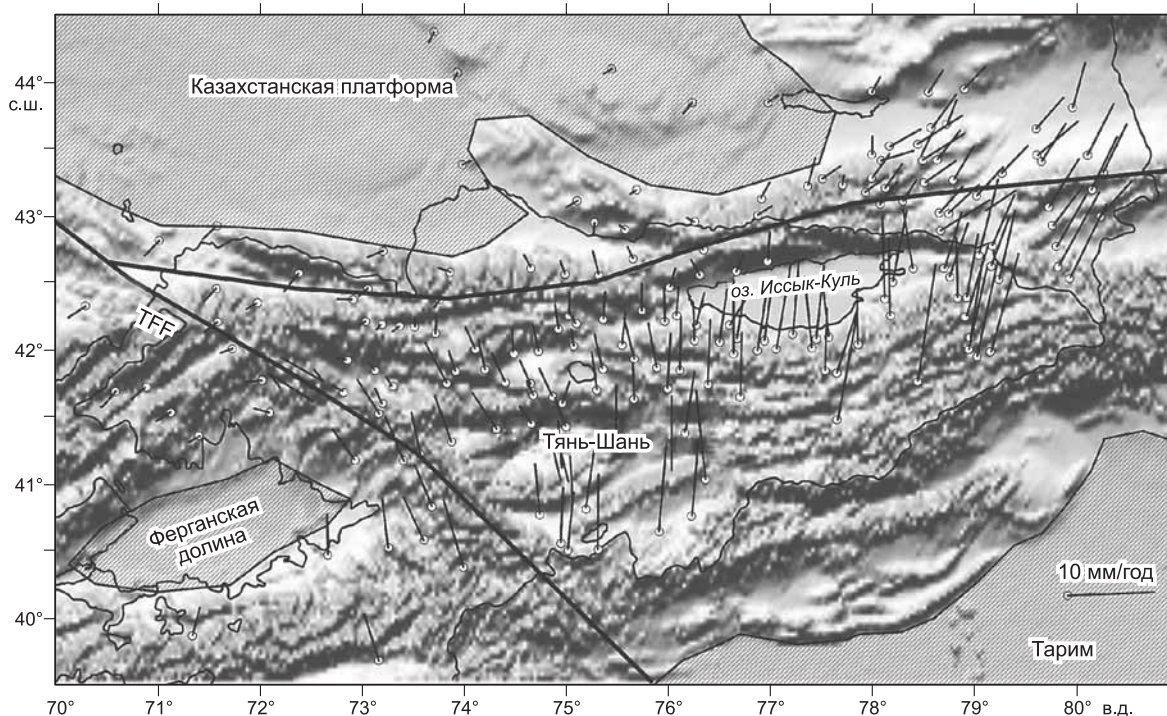 44°
с.ш.
43°
42°
41°
40°
Казахстанская платформа
оз. Иссык-Куль
TFF
Тянь-Шань
Ферганская
долина
10 мм/год
Тарим
70° 71° 72° 73° 74° 75° 76° 77° 78° 79° 80° в.д.